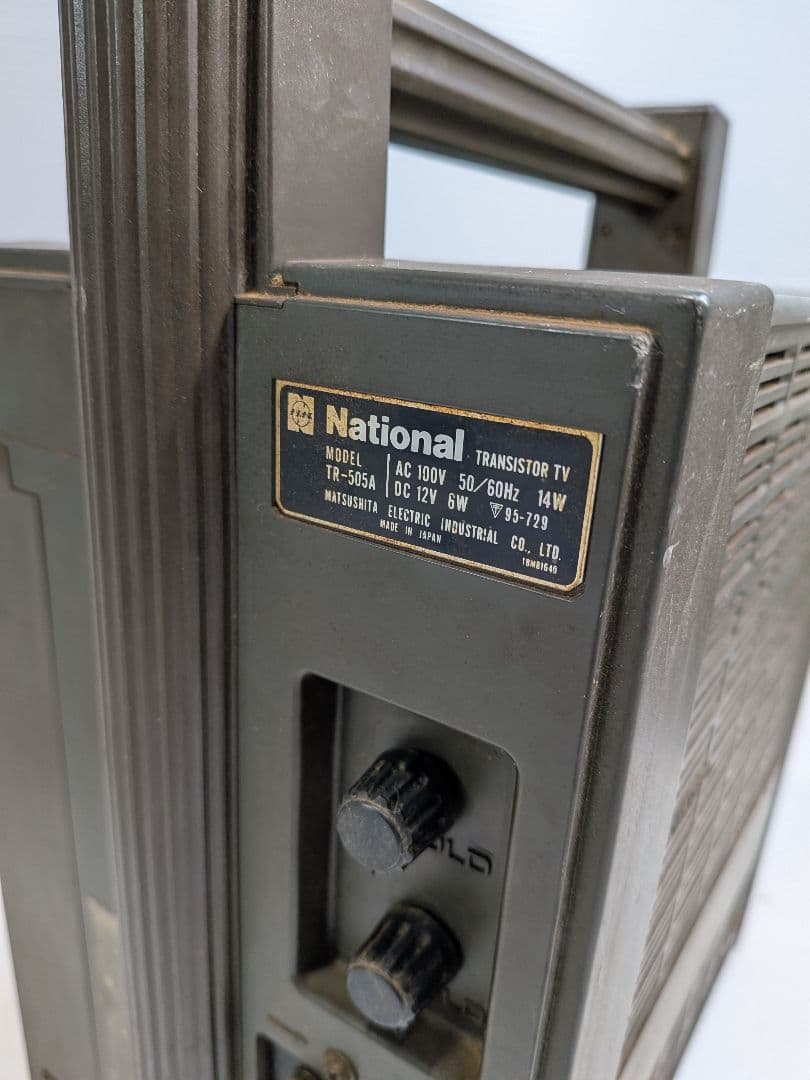 National TRANSISTOR TV
MODEL
TR-505A
AC 100V 50/60Hz 14W
DC 12V 6W 95-729
MATSUSHITA ELECTRIC INDUSTRIAL CO., LTD.
MADE IN JAPAN